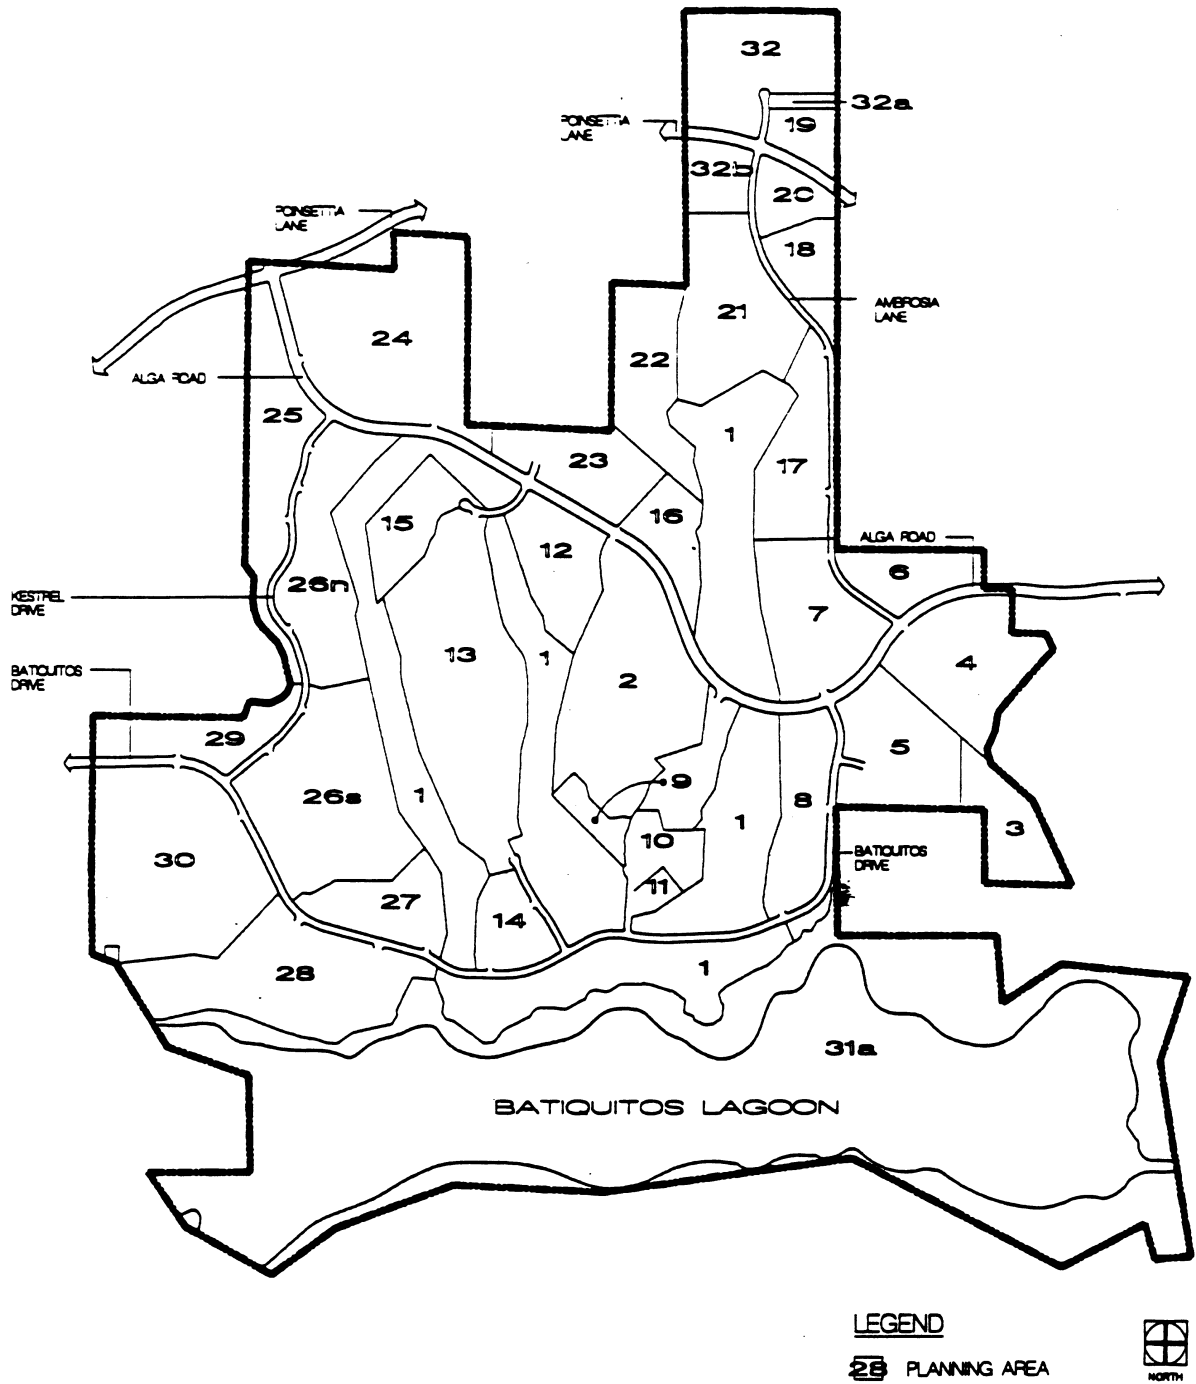 32
32a
POINSETTIA
LANE
19
32b
20
POINSETTIA
LANE
18
AMBROSIA
LANE
21
24
22
ALGA ROAD
25
1
23
17
15
16
12
ALGA ROAD
6
26n
KESTREL
DRIVE
7
13
1
4
BATIQUITOS
DRIVE
2
29
5
9
26s
1
8
1
3
10
BATIQUITOS
DRIVE
30
11
27
14
28
1
31a
BATIQUITOS LAGOON
LEGEND
28 PLANNING AREA
NORTH